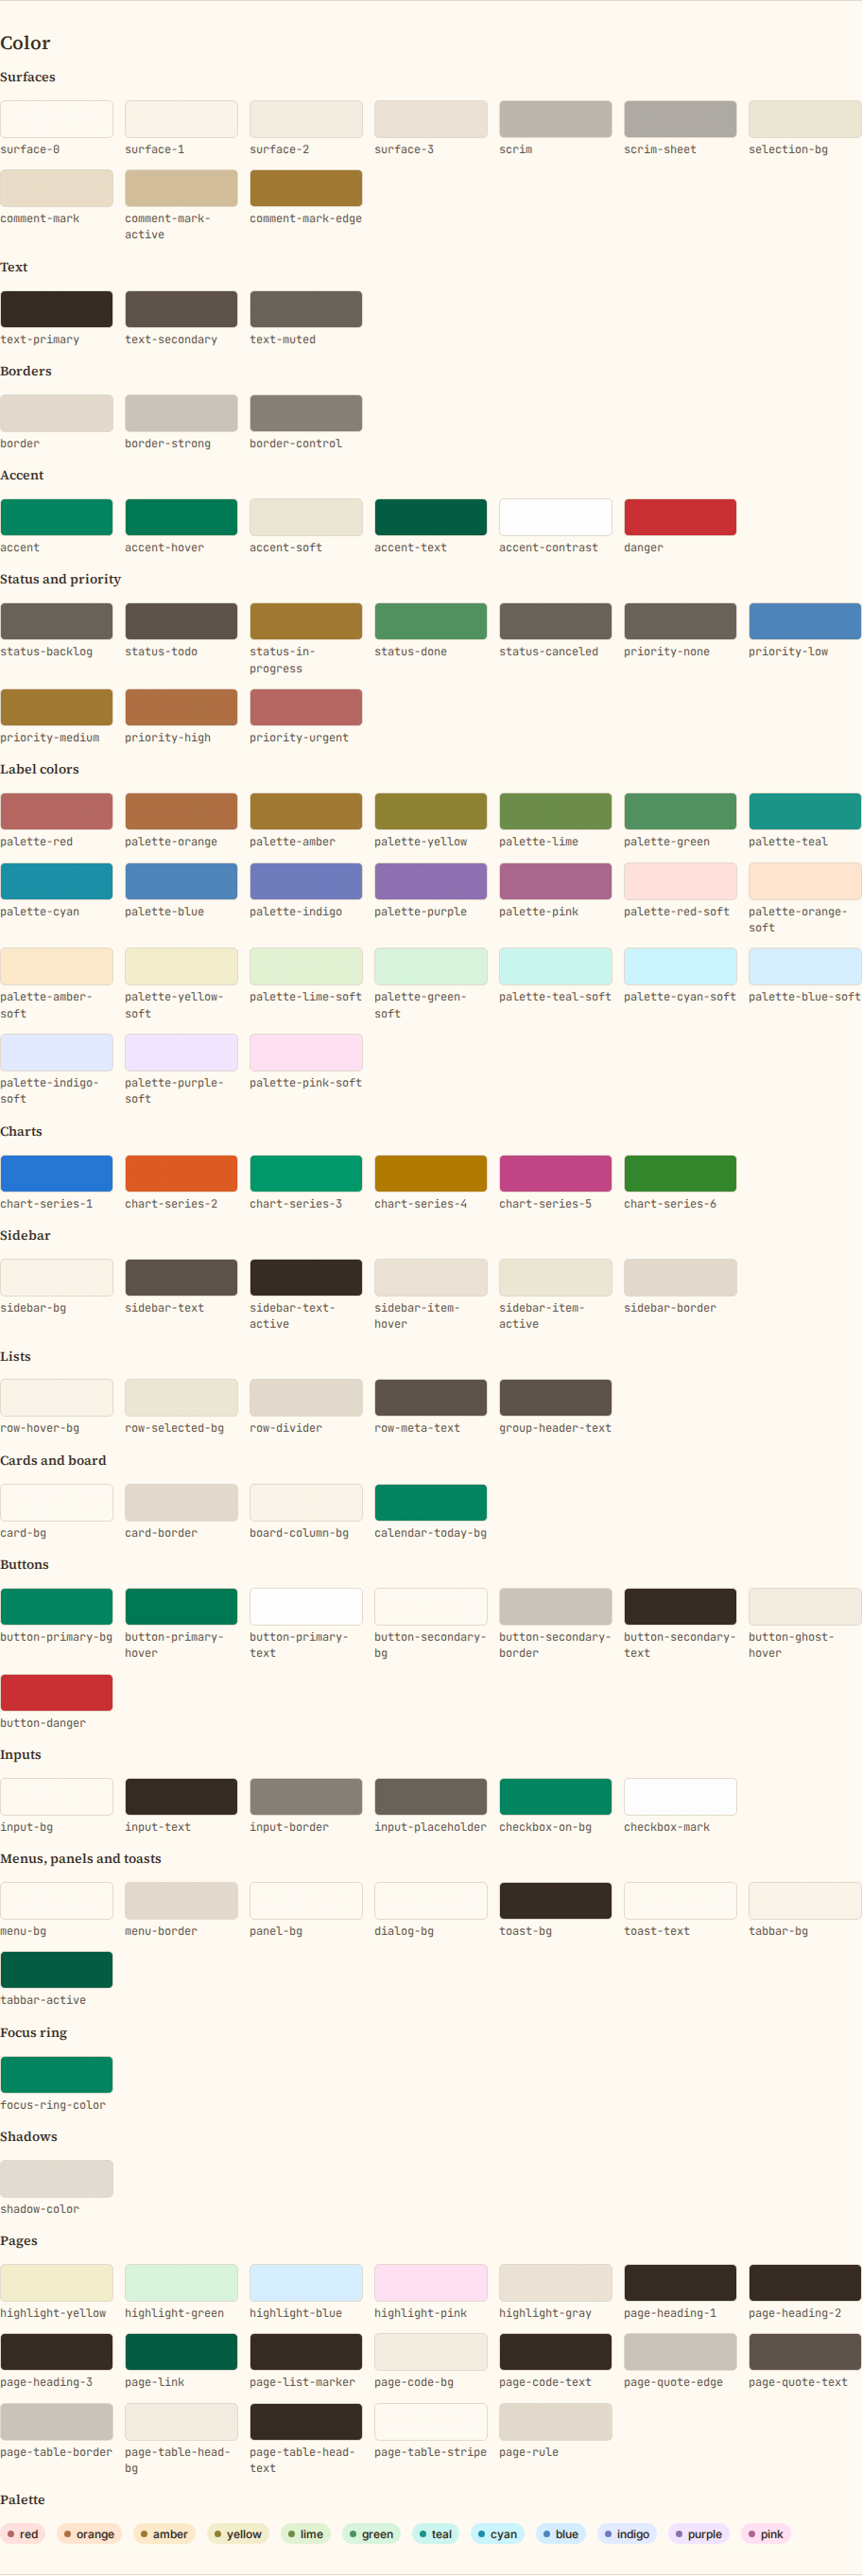 Color
Surfaces
surface-0 surface-1 surface-2 surface-3 scrim scrim-sheet selection-bg
comment-mark comment-mark- comment-mark-edge
active
Text
text-primary text-secondary text-muted
Borders
border border-strong border-control
Accent
accent accent-hover accent-soft accent-text accent-contrast danger
Status and priority
status-backlog status-todo status-in- status-done status-canceled priority-none priority-low
progress
priority-medium priority-high priority-urgent
Label colors
palette-red palette-orange palette-amber palette-yellow palette-lime palette-green palette-teal
palette-cyan palette-blue palette-indigo palette-purple palette-pink palette-red-soft palette-orange-
soft
palette-amber- palette-yellow- palette-lime-soft palette-green- palette-teal-soft palette-cyan-soft palette-blue-soft
soft soft soft
palette-indigo- palette-purple- palette-pink-soft
soft soft
Charts
chart-series-1 chart-series-2 chart-series-3 chart-series-4 chart-series-5 chart-series-6
Sidebar
sidebar-bg sidebar-text sidebar-text- sidebar-item- sidebar-item- sidebar-border
active hover active
Lists
row-hover-bg row-selected-bg row-divider row-meta-text group-header-text
Cards and board
card-bg card-border board-column-bg calendar-today-bg
Buttons
button-primary-bg button-primary- button-primary- button-secondary- button-secondary- button-secondary- button-ghost-
hover text bg border text hover
button-danger
Inputs
input-bg input-text input-border input-placeholder checkbox-on-bg checkbox-mark
Menus, panels and toasts
menu-bg menu-border panel-bg dialog-bg toast-bg toast-text tabbar-bg
tabbar-active
Focus ring
focus-ring-color
Shadows
shadow-color
Pages
highlight-yellow highlight-green highlight-blue highlight-pink highlight-gray page-heading-1 page-heading-2
page-heading-3 page-link page-list-marker page-code-bg page-code-text page-quote-edge page-quote-text
page-table-border page-table-head- page-table-head- page-table-stripe page-rule
bg text
Palette
red orange amber yellow lime green teal cyan blue indigo purple pink